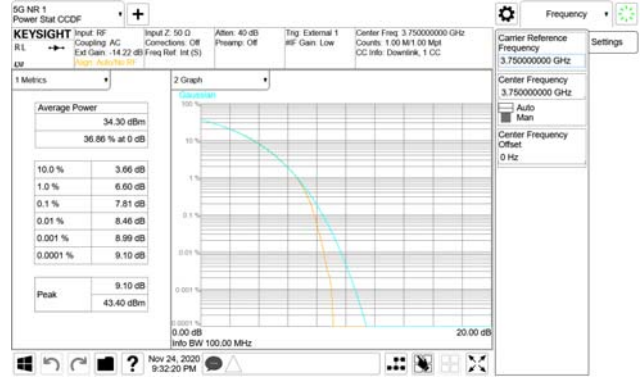 5G NR 1
Power Stat CCDF
Frequency
KEYSIGHT
RL
Input: RF
Coupling: AC
Ext Gain: -14.22 dB
Align: Auto/No RF
Input Z: 50 Ω
Corrections: Off
Freq Ref: Int (S)
Atten: 40 dB
Preamp: Off
Trig: External 1
#IF Gain: Low
Center Freq: 3.750000000 GHz
Counts: 1.00 M/1.00 Mpt
CC Info: Downlink, 1 CC
Carrier Reference
Frequency
3.750000000 GHz
Settings
Center Frequency
3.750000000 GHz
Auto
Man
Center Frequency
Offset
0 Hz
1 Metrics
Average Power
34.30 dBm
36.86 % at 0 dB
10.0 % 3.66 dB
1.0 % 6.60 dB
0.1 % 7.81 dB
0.01 % 8.46 dB
0.001 % 8.99 dB
0.0001 % 9.10 dB
Peak
9.10 dB
43.40 dBm
2 Graph
Gaussian
100 %
10 %
1 %
0.1 %
0.01 %
0.001 %
0.0001 %
0.00 dB
20.00 dB
Info BW 100.00 MHz
Nov 24, 2020
9:32:20 PM